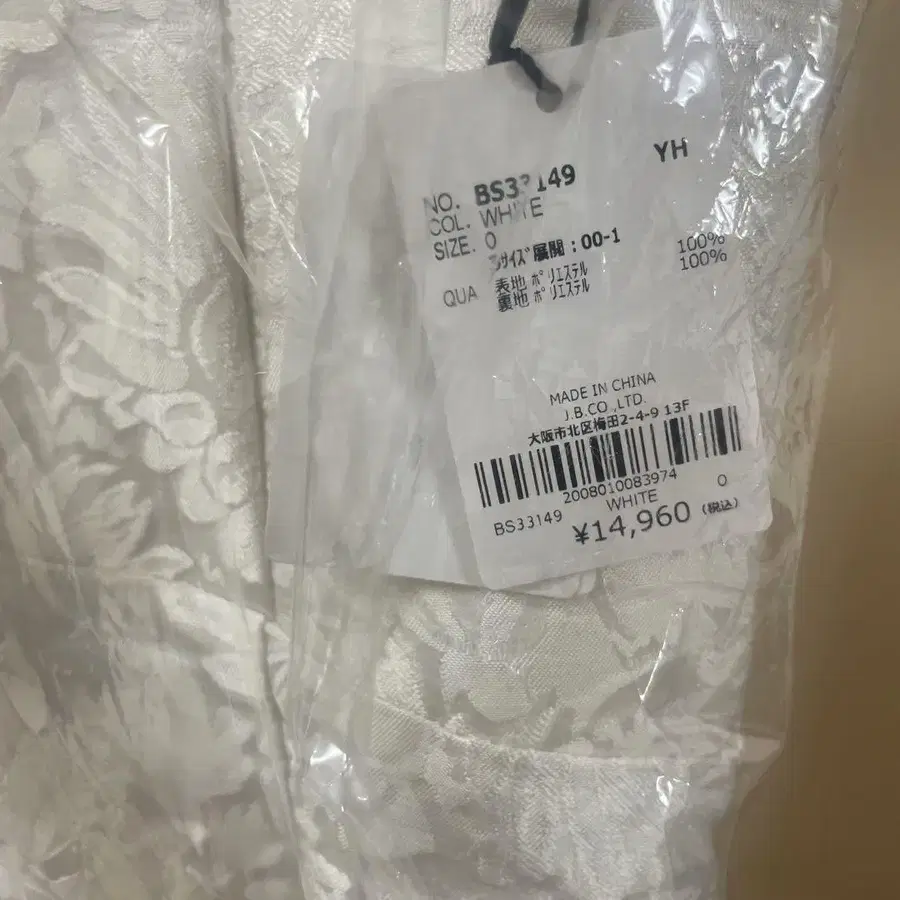 YH
NO. BS33149
COL. WHITE
SIZE. 0
サイズ展開：00-1
QUA 表地 ポリエステル 100%
裏地 ポリエステル 100%
MADE IN CHINA
J.B.CO.,LTD.
大阪市北区梅田2-4-9 13F
2008010083974
BS33149 WHITE 0
¥14,960 (税込)